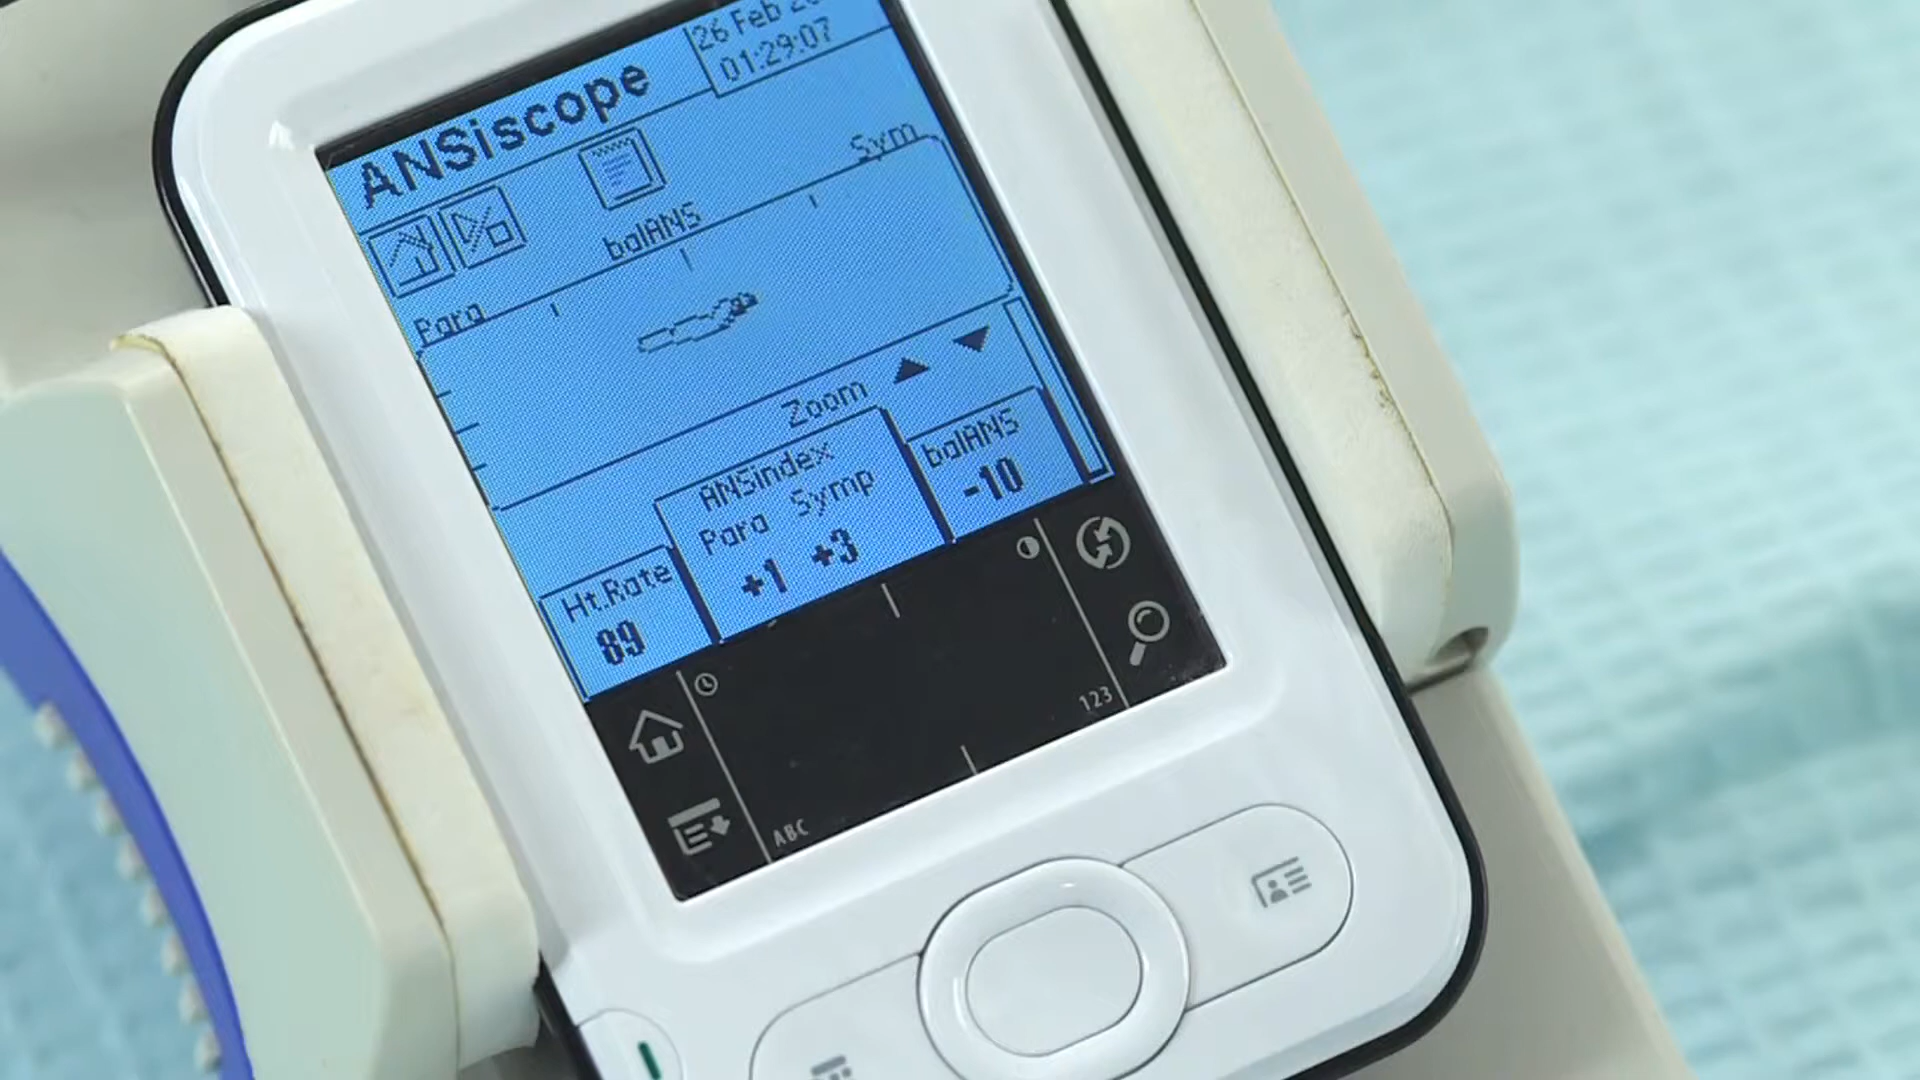 ANSiscope
26 Feb
01:29:07
balANS
Para
Sym
Zoom
ANSindex
Para Symp
+1 +3
balANS
-10
Ht.Rate
89
ABC
123